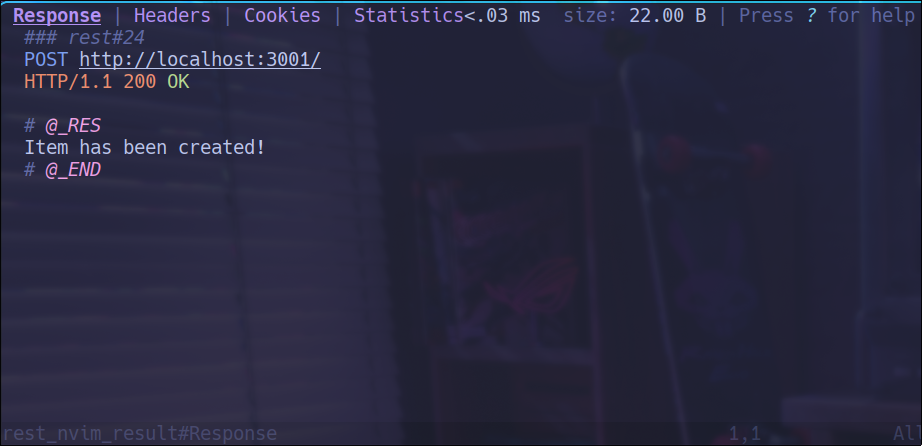 Response | Headers | Cookies | Statistics<.03 ms  size: 22.00 B | Press ? for help
### rest#24
POST http://localhost:3001/
HTTP/1.1 200 OK
# @_RES
Item has been created!
# @_END
rest_nvim_result#Response 1,1 Al